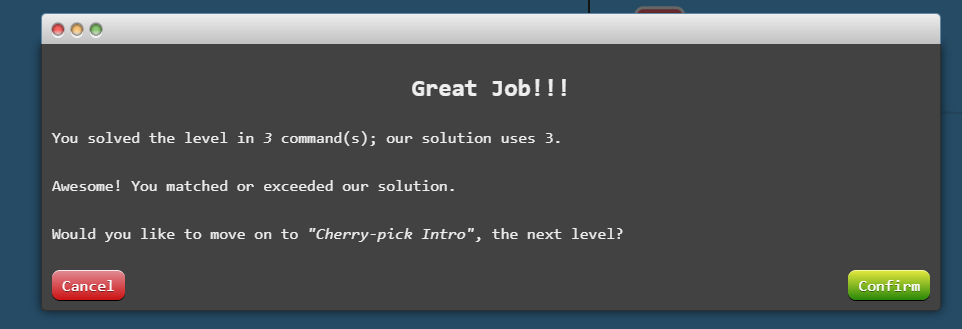 Great Job!!!
You solved the level in 3 command(s); our solution uses 3.
Awesome! You matched or exceeded our solution.
Would you like to move on to "Cherry-pick Intro", the next level?
Cancel
Confirm